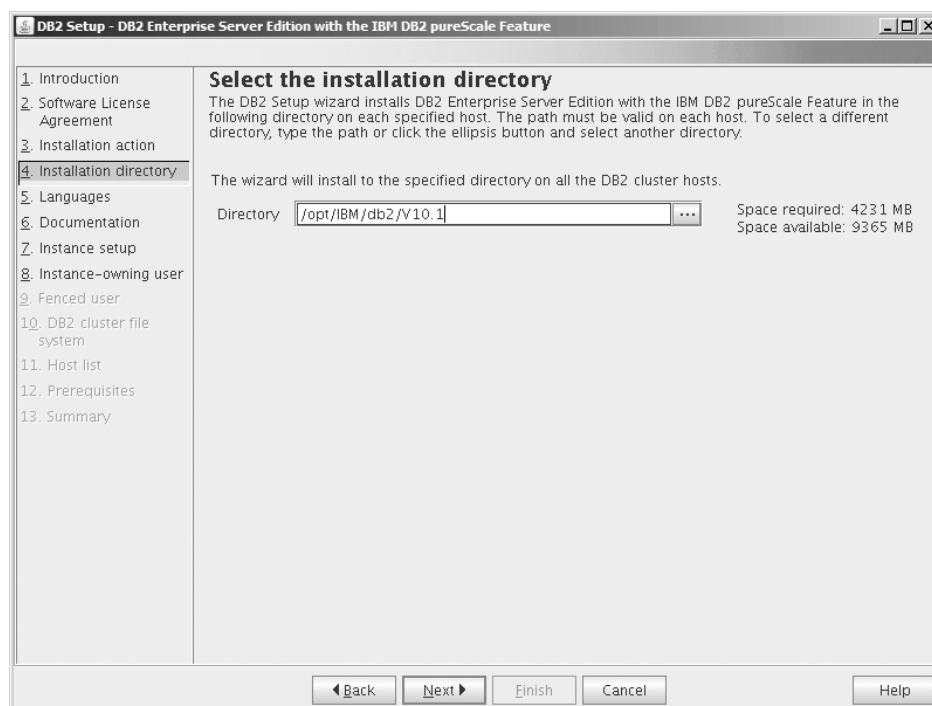 DB2 Setup - DB2 Enterprise Server Edition with the IBM DB2 pureScale Feature
1. Introduction
2. Software License
Agreement
3. Installation action
4. Installation directory
5. Languages
6. Documentation
7. Instance setup
8. Instance-owning user
9. Fenced user
10. DB2 cluster file
system
11. Host list
12. Prerequisites
13. Summary
Select the installation directory
The DB2 Setup wizard installs DB2 Enterprise Server Edition with the IBM DB2 pureScale Feature in the
following directory on each specified host. The path must be valid on each host. To select a different
directory, type the path or click the ellipsis button and select another directory.
The wizard will install to the specified directory on all the DB2 cluster hosts.
Directory /opt/IBM/db2/V10.1 ...
Space required: 4231 MB
Space available: 9365 MB
Back Next Finish Cancel Help